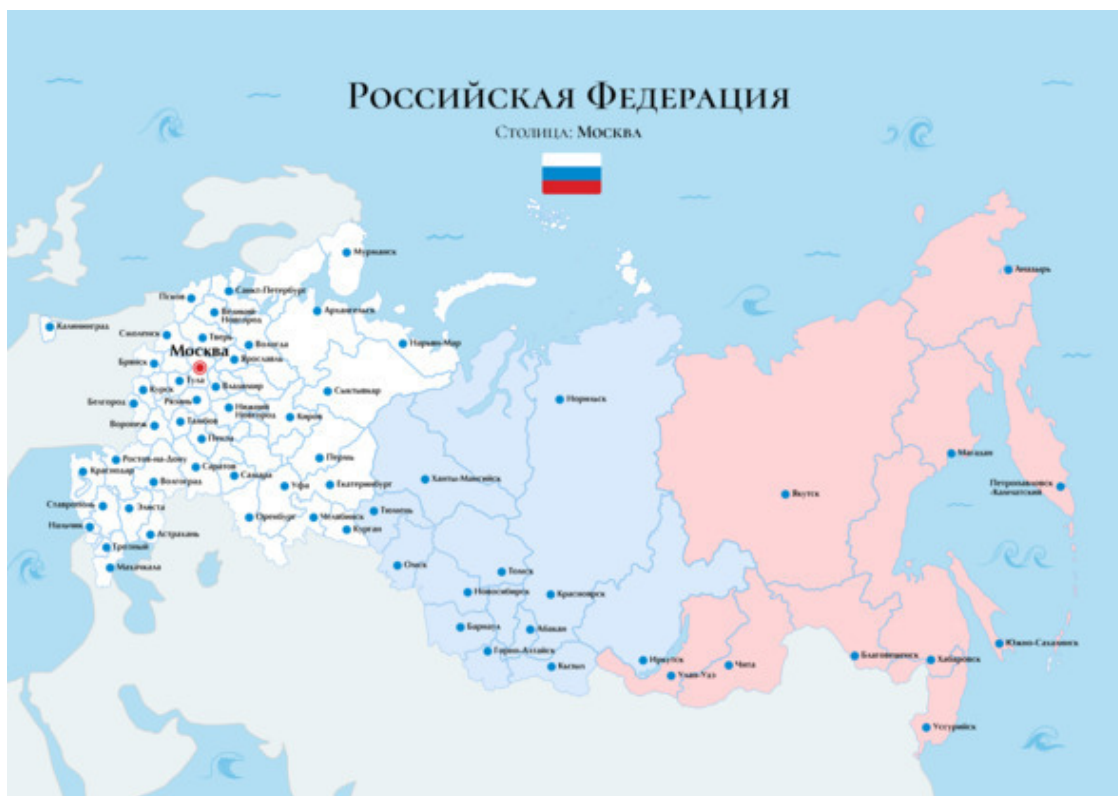 Российская Федерация
Столица: Москва
Мурманск
Анадырь
Санкт-Петербург
Псков
Великий
Новгород
Архангельск
Калининград
Смоленск
Тверь
Вологда
Нарьян-Мар
Москва
Ярославль
Брянск
Тула
Владимир
Курск
Сыктывкар
Норильск
Белгород
Рязань
Нижний
Новгород
Киров
Воронеж
Тамбов
Пенза
Магадан
Ростов-на-Дону
Пермь
Краснодар
Саратов
Самара
Волгоград
Уфа
Екатеринбург
Ханты-Мансийск
Якутск
Петропавловск
-Камчатский
Ставрополь
Элиста
Оренбург
Челябинск
Тюмень
Курган
Нальчик
Астрахань
Грозный
Махачкала
Омск
Томск
Новосибирск
Красноярск
Барнаул
Абакан
Горно-Алтайск
Кызыл
Иркутск
Улан-Удэ
Чита
Благовещенск
Хабаровск
Южно-Сахалинск
Уссурийск